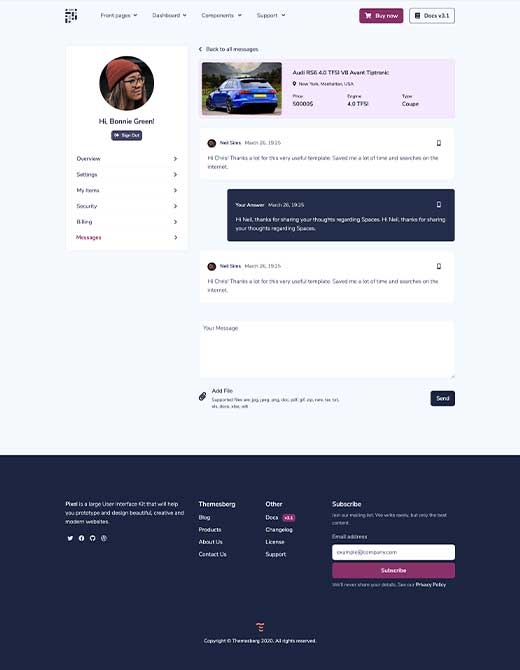 Front pages
Dashboard
Components
Support
Buy now
Docs v3.1
Hi, Bonnie Green!
Sign Out
Overview
Settings
My Items
Security
Billing
Messages
Back to all messages
Audi RS6 4.0 TFSI V8 Avant Tiptronic
New York, Manhattan, USA
Price
Engine
Type
50000$
4.0 TFSI
Coupe
Neil Sims March 26, 19:25
Hi Chris! Thanks a lot for this very useful template. Saved me a lot of time and searches on the
internet.
Your Answer March 26, 19:25
Hi Neil, thanks for sharing your thoughts regarding Spaces. Hi Neil, thanks for sharing
your thoughts regarding Spaces.
Neil Sims March 26, 19:25
Hi Chris! Thanks a lot for this very useful template. Saved me a lot of time and searches on the
internet.
Your Message
Add File
Supported files are: jpg, jpeg, png, doc, pdf, gif, zip, rar, tar, txt,
xls, docx, xlsx, odt
Send
Pixel is a large User Interface Kit that will help
you prototype and design beautiful, creative and
modern websites.
Themesberg
Blog
Products
About Us
Contact Us
Other
Docs v3.1
Changelog
License
Support
Subscribe
Join our mailing list. We write rarely, but only the best
content.
Email address
example@company.com
Subscribe
We'll never share your details. See our Privacy Policy
Copyright © Themesberg 2020. All rights reserved.